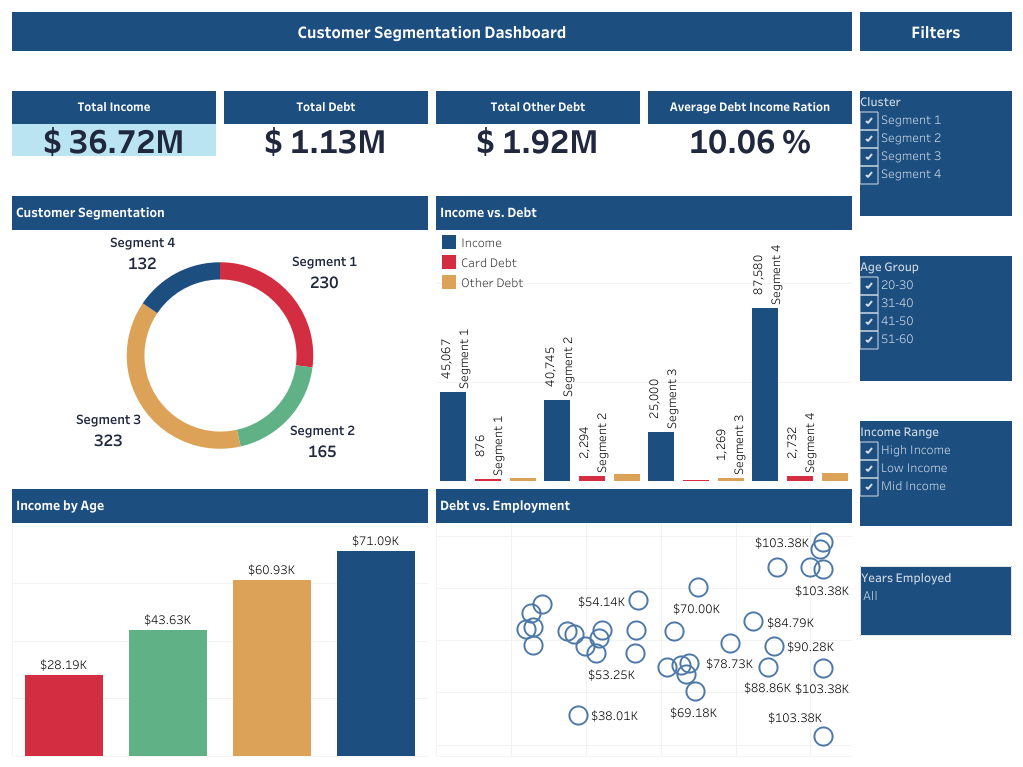 Customer Segmentation Dashboard
Filters
Total Income
$ 36.72M
Total Debt
$ 1.13M
Total Other Debt
$ 1.92M
Average Debt Income Ration
10.06 %
Cluster
Segment 1
Segment 2
Segment 3
Segment 4
Age Group
20-30
31-40
41-50
51-60
Income Range
High Income
Low Income
Mid Income
Years Employed
All
Customer Segmentation
Segment 4
132
Segment 1
230
Segment 3
323
Segment 2
165
Income vs. Debt
Income
Card Debt
Other Debt
45,067
Segment 1
876
Segment 1
40,745
Segment 2
2,294
Segment 2
25,000
Segment 3
1,269
Segment 3
87,580
Segment 4
2,732
Segment 4
Income by Age
$28.19K
$43.63K
$60.93K
$71.09K
Debt vs. Employment
$103.38K
$103.38K
$54.14K
$70.00K
$84.79K
$90.28K
$78.73K
$53.25K
$88.86K
$103.38K
$69.18K
$38.01K
$103.38K